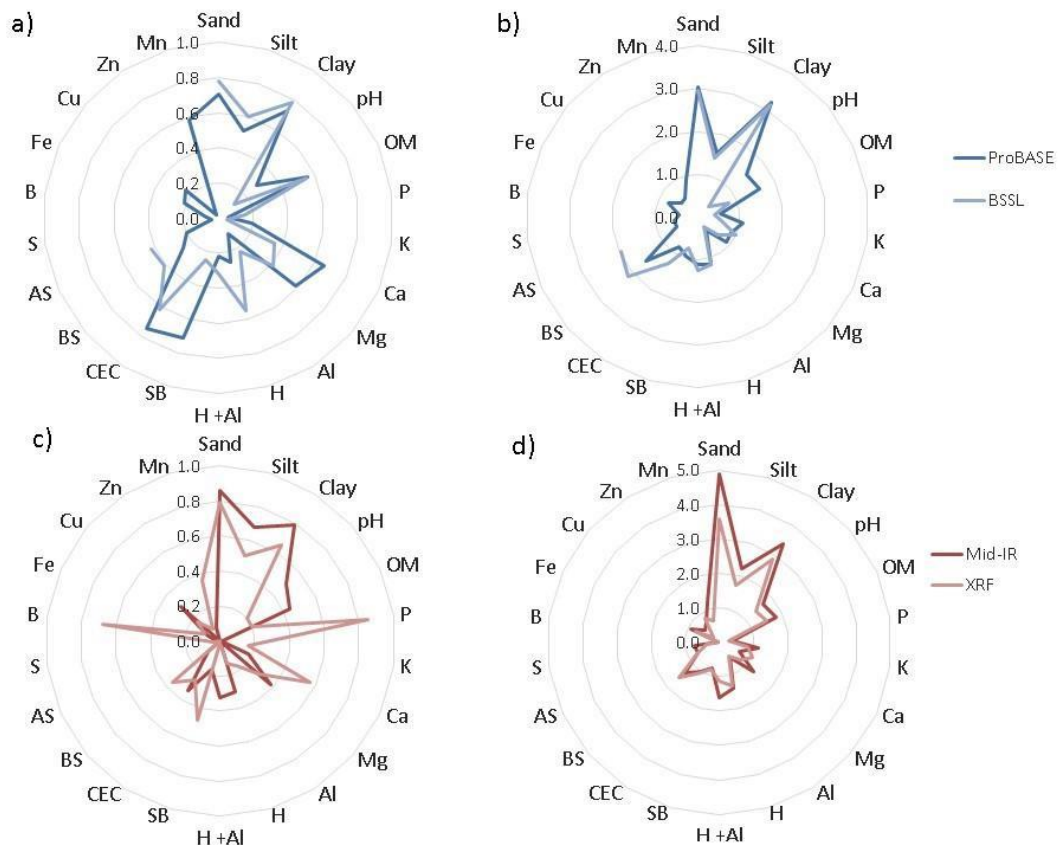 a)
Sand
Silt
Clay
pH
OM
P
K
Ca
Mg
Al
H
H +Al
SB
CEC
BS
AS
S
B
Fe
Cu
Zn
Mn
1.0
0.8
0.6
0.4
0.2
0.0
b)
Sand
Silt
Clay
pH
OM
P
K
Ca
Mg
Al
H
H +Al
SB
CEC
BS
AS
S
B
Fe
Cu
Zn
Mn
4.0
3.0
2.0
1.0
0.0
ProBASE
BSSL
c)
Sand
Silt
Clay
pH
OM
P
K
Ca
Mg
Al
H
H +Al
SB
CEC
BS
AS
S
B
Fe
Cu
Zn
Mn
1.0
0.8
0.6
0.4
0.2
0.0
d)
Sand
Silt
Clay
pH
OM
P
K
Ca
Mg
Al
H
H +Al
SB
CEC
BS
AS
S
B
Fe
Cu
Zn
Mn
5.0
4.0
3.0
2.0
1.0
0.0
Mid-IR
XRF